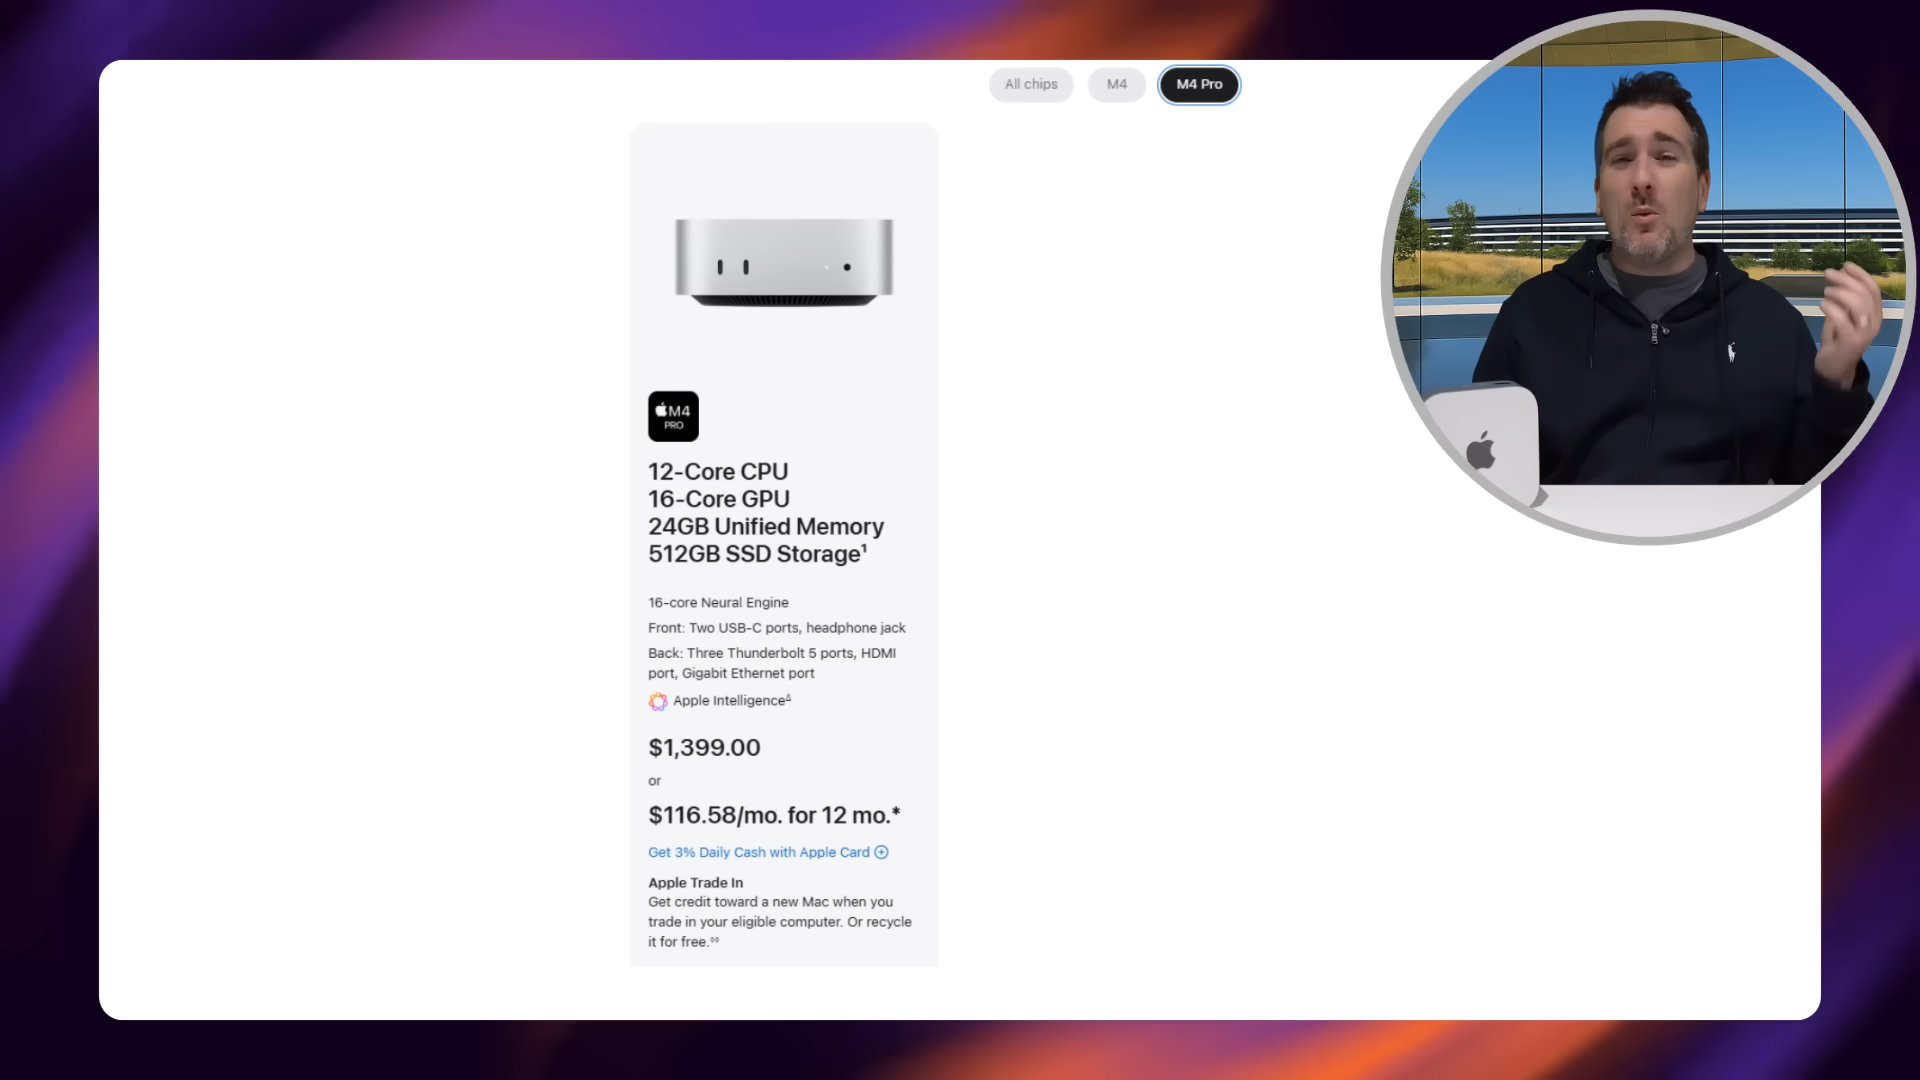 All chips
M4
M4 Pro
M4
PRO
12-Core CPU
16-Core GPU
24GB Unified Memory
512GB SSD Storage¹
16-core Neural Engine
Front: Two USB-C ports, headphone jack
Back: Three Thunderbolt 5 ports, HDMI
port, Gigabit Ethernet port
Apple IntelligenceΔ
$1,399.00
or
$116.58/mo. for 12 mo.*
Get 3% Daily Cash with Apple Card
Apple Trade In
Get credit toward a new Mac when you
trade in your eligible computer. Or recycle
it for free.⁰⁰